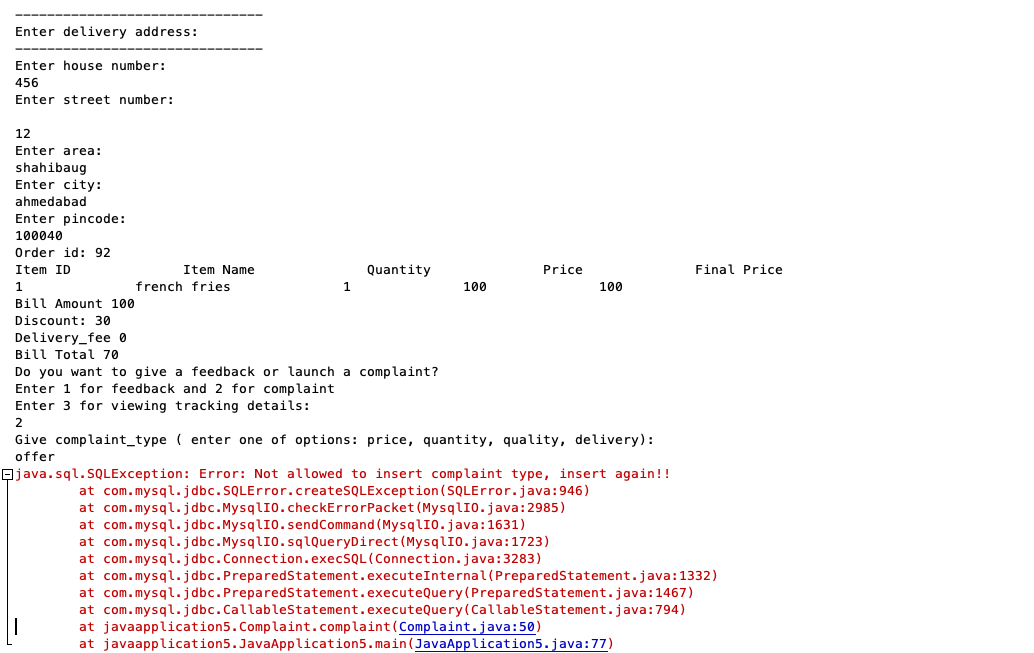 -------------------------------
Enter delivery address:
-------------------------------
Enter house number:
456
Enter street number:

12
Enter area:
shahibaug
Enter city:
ahmedabad
Enter pincode:
100040
Order id: 92
Item ID              Item Name              Quantity              Price              Final Price
1               french fries              1              100              100
Bill Amount 100
Discount: 30
Delivery_fee 0
Bill Total 70
Do you want to give a feedback or launch a complaint?
Enter 1 for feedback and 2 for complaint
Enter 3 for viewing tracking details:
2
Give complaint_type ( enter one of options: price, quantity, quality, delivery):
offer
java.sql.SQLException: Error: Not allowed to insert complaint type, insert again!!
        at com.mysql.jdbc.SQLError.createSQLException(SQLError.java:946)
        at com.mysql.jdbc.MysqlIO.checkErrorPacket(MysqlIO.java:2985)
        at com.mysql.jdbc.MysqlIO.sendCommand(MysqlIO.java:1631)
        at com.mysql.jdbc.MysqlIO.sqlQueryDirect(MysqlIO.java:1723)
        at com.mysql.jdbc.Connection.execSQL(Connection.java:3283)
        at com.mysql.jdbc.PreparedStatement.executeInternal(PreparedStatement.java:1332)
        at com.mysql.jdbc.PreparedStatement.executeQuery(PreparedStatement.java:1467)
        at com.mysql.jdbc.CallableStatement.executeQuery(CallableStatement.java:794)
        at javaapplication5.Complaint.complaint(Complaint.java:50)
        at javaapplication5.JavaApplication5.main(JavaApplication5.java:77)